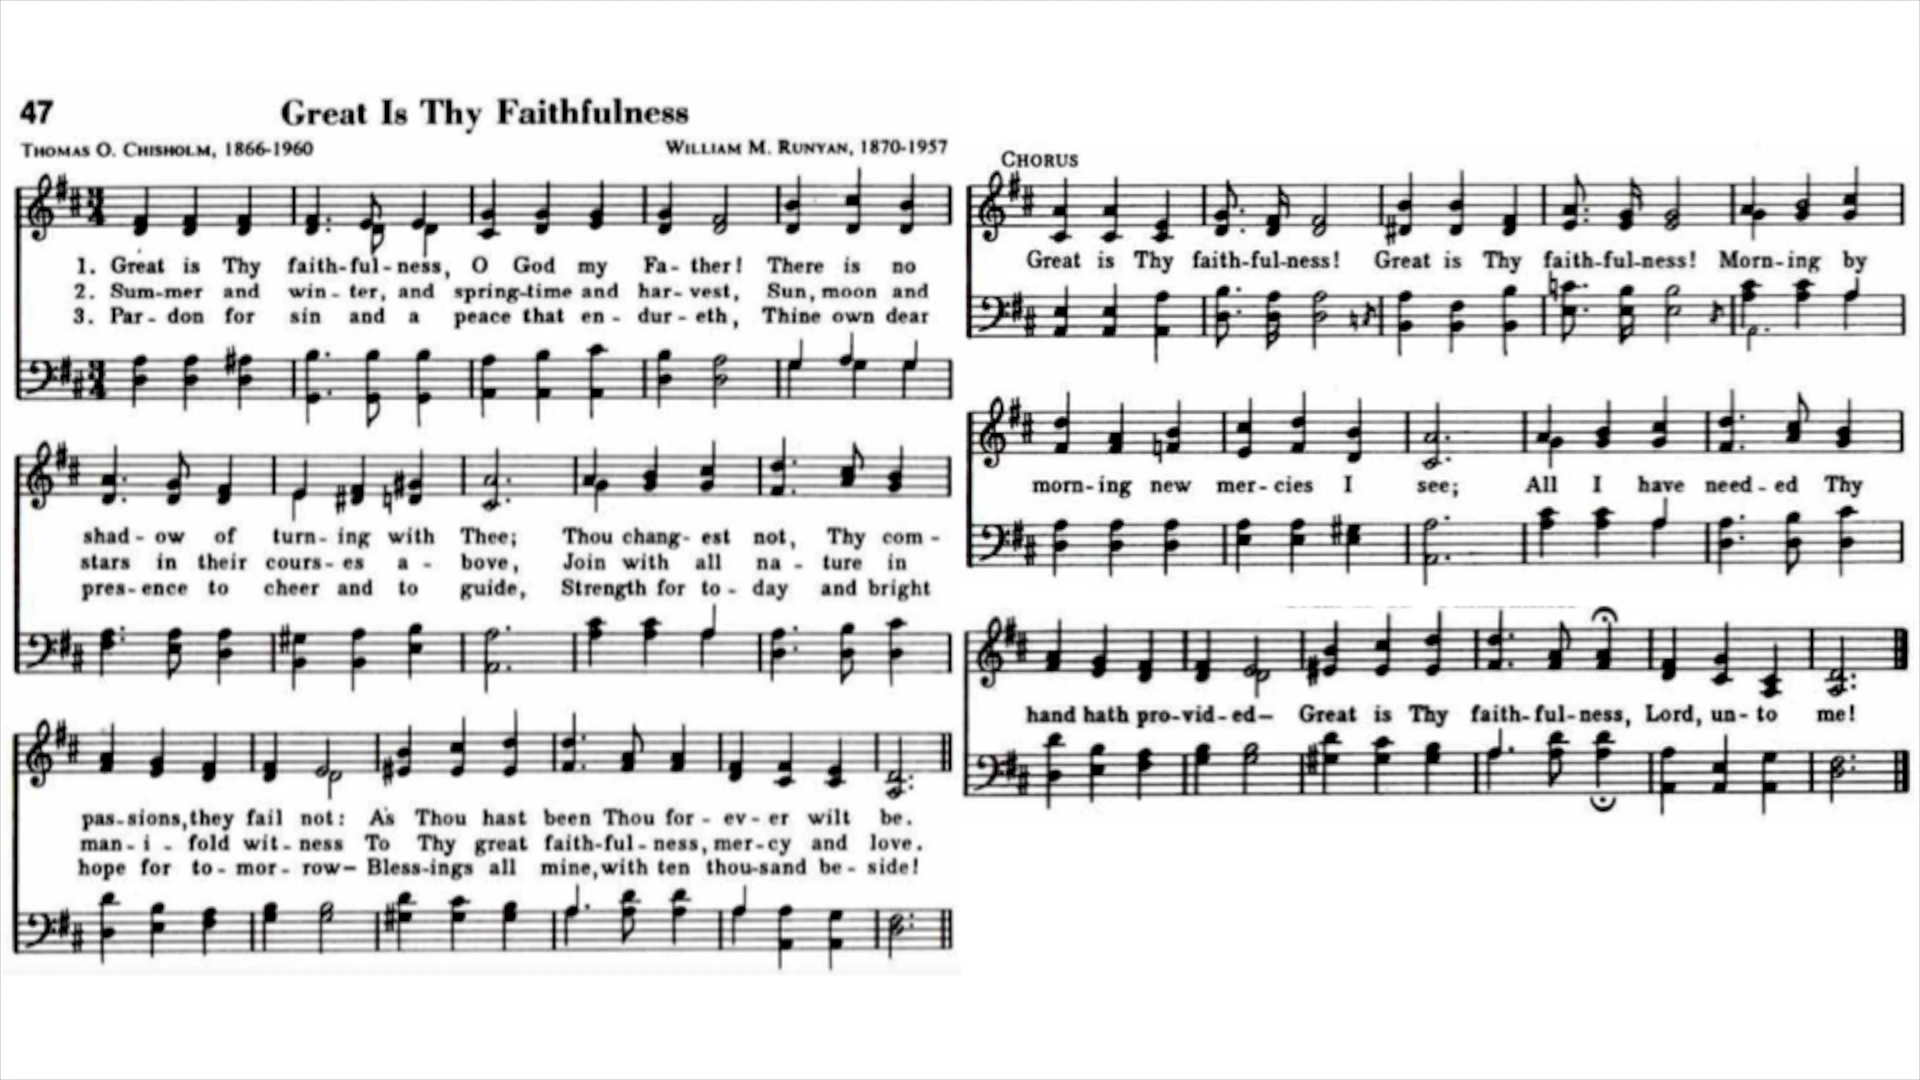 47 Great Is Thy Faithfulness
THOMAS O. CHISHOLM, 1866-1960 WILLIAM M. RUNYAN, 1870-1957
1. Great is Thy faith-ful-ness, O God my Fa-ther! There is no
2. Sum-mer and win-ter, and spring-time and har-vest, Sun, moon and
3. Par-don for sin and a peace that en-dur-eth, Thine own dear
shad-ow of turn-ing with Thee; Thou chang-est not, Thy com-
stars in their cours-es a-bove, Join with all na-ture in
pres-ence to cheer and to guide, Strength for to-day and bright
pas-sions, they fail not: As Thou hast been Thou for-ev-er wilt be.
man-i-fold wit-ness To Thy great faith-ful-ness, mer-cy and love.
hope for to-mor-row— Bless-ings all mine, with ten thou-sand be-side!
CHORUS
Great is Thy faith-ful-ness! Great is Thy faith-ful-ness! Morn-ing by
morn-ing new mer-cies I see; All I have need-ed Thy
hand hath pro-vid-ed— Great is Thy faith-ful-ness, Lord, un-to me!